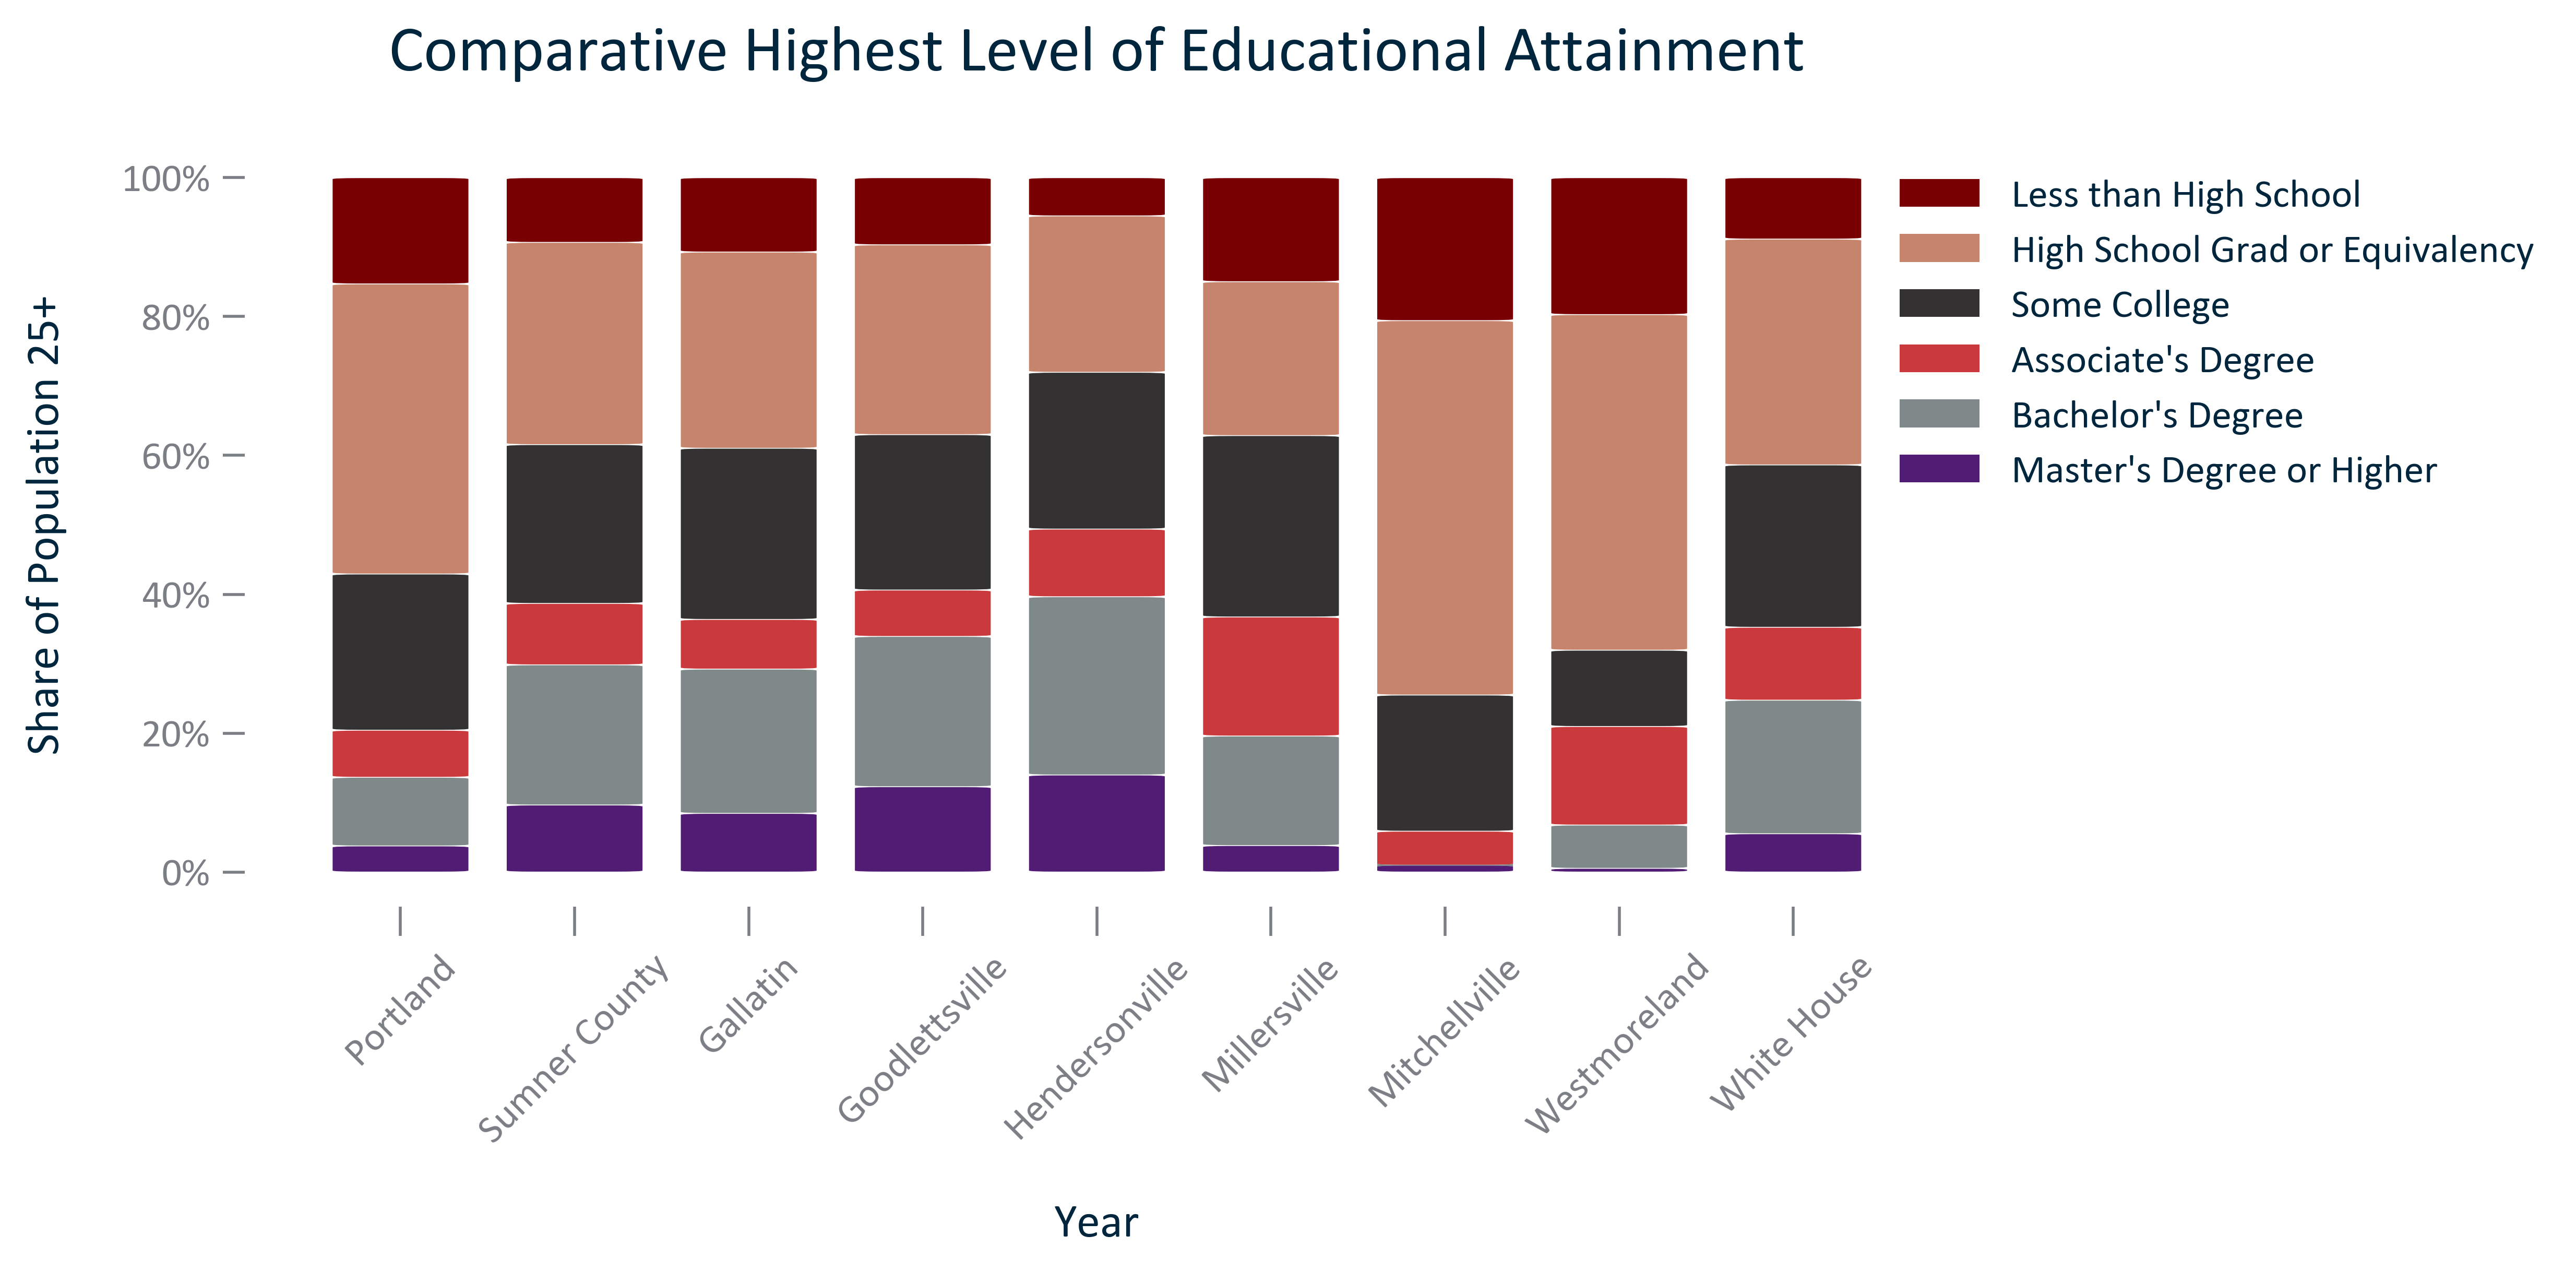 Comparative Highest Level of Educational Attainment
Share of Population 25+
100%
80%
60%
40%
20%
0%
Less than High School
High School Grad or Equivalency
Some College
Associate's Degree
Bachelor's Degree
Master's Degree or Higher
Portland
Sumner County
Gallatin
Goodlettsville
Hendersonville
Millersville
Mitchellville
Westmoreland
White House
Year